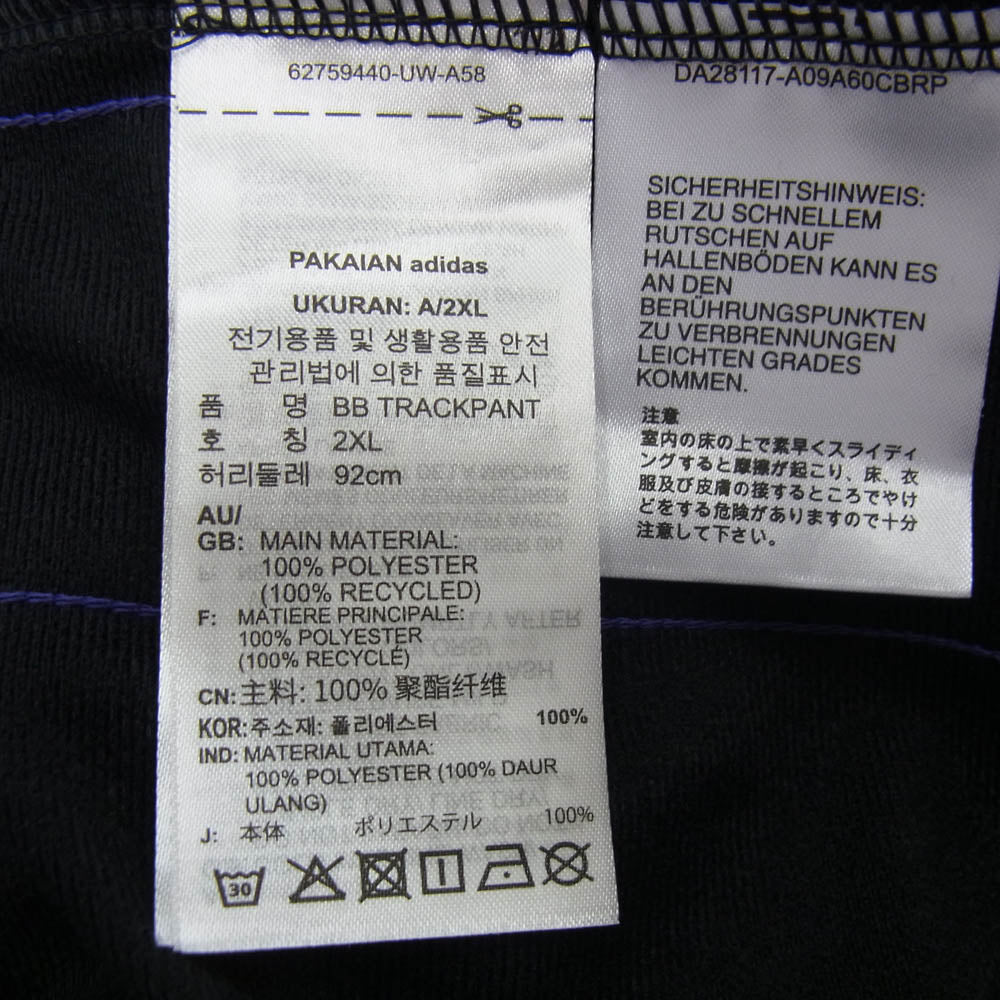 62759440-UW-A58
PAKAIAN adidas
UKURAN: A/2XL
전기용품 및 생활용품 안전
관리법에 의한 품질표시
품 명 BB TRACKPANT
호 칭 2XL
허리둘레 92cm
AU/
GB: MAIN MATERIAL:
100% POLYESTER
(100% RECYCLED)
F: MATIERE PRINCIPALE:
100% POLYESTER
(100% RECYCLÉ)
CN: 主料: 100% 聚酯纤维
KOR: 주소재: 폴리에스터 100%
IND: MATERIAL UTAMA:
100% POLYESTER (100% DAUR
ULANG)
J: 本体 ポリエステル 100%
30
DA28117-A09A60CBRP
SICHERHEITSHINWEIS:
BEI ZU SCHNELLEM
RUTSCHEN AUF
HALLENBÖDEN KANN ES
AN DEN
BERÜHRUNGSPUNKTEN
ZU VERBRENNUNGEN
LEICHTEN GRADES
KOMMEN.
注意
室内の床の上で素早くスライディ
ングすると摩擦が起こり、床、衣
服及び皮膚の接するところでやけ
どをする危険がありますので十分
注意して下さい。